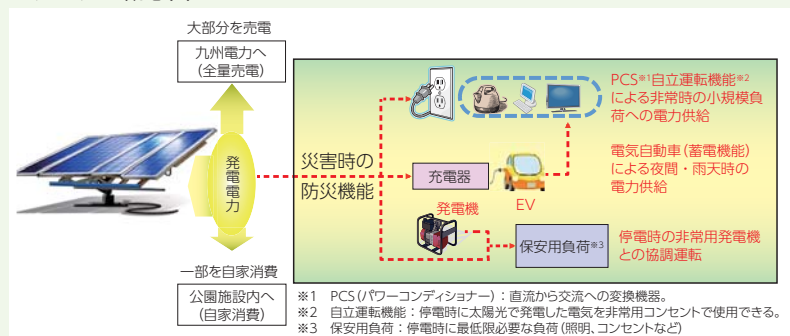 大部分を売電
九州電力へ
（全量売電）
発電電力
一部を自家消費
公園施設内へ
（自家消費）
災害時の
防災機能
充電器
EV
発電機
保安用負荷※3
PCS※1自立運転機能※2
による非常時の小規模負
荷への電力供給
電気自動車（蓄電機能）
による夜間・雨天時の
電力供給
停電時の非常用発電機
との協調運転
※1 PCS（パワーコンディショナー）：直流から交流への変換機器。
※2 自立運転機能：停電時に太陽光で発電した電気を非常用コンセントで使用できる。
※3 保安用負荷：停電時に最低限必要な負荷（照明、コンセントなど）